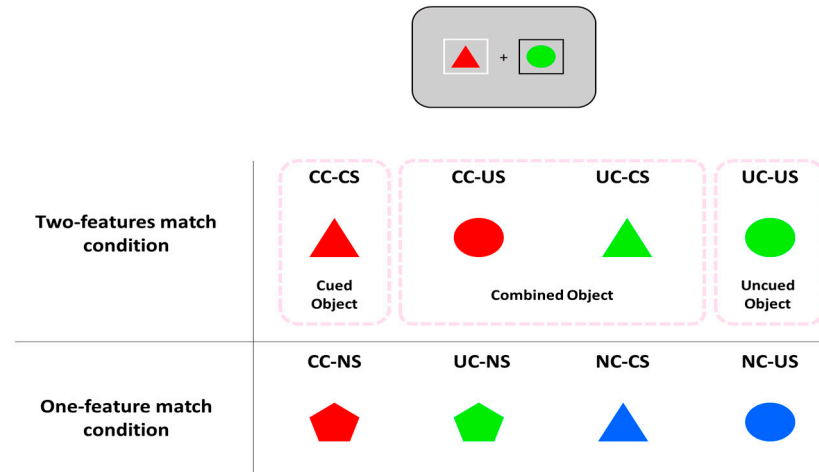 +
CC-CS CC-US UC-CS UC-US
Two-features match
condition
Cued
Object
Combined Object
Uncued
Object
CC-NS UC-NS NC-CS NC-US
One-feature match
condition